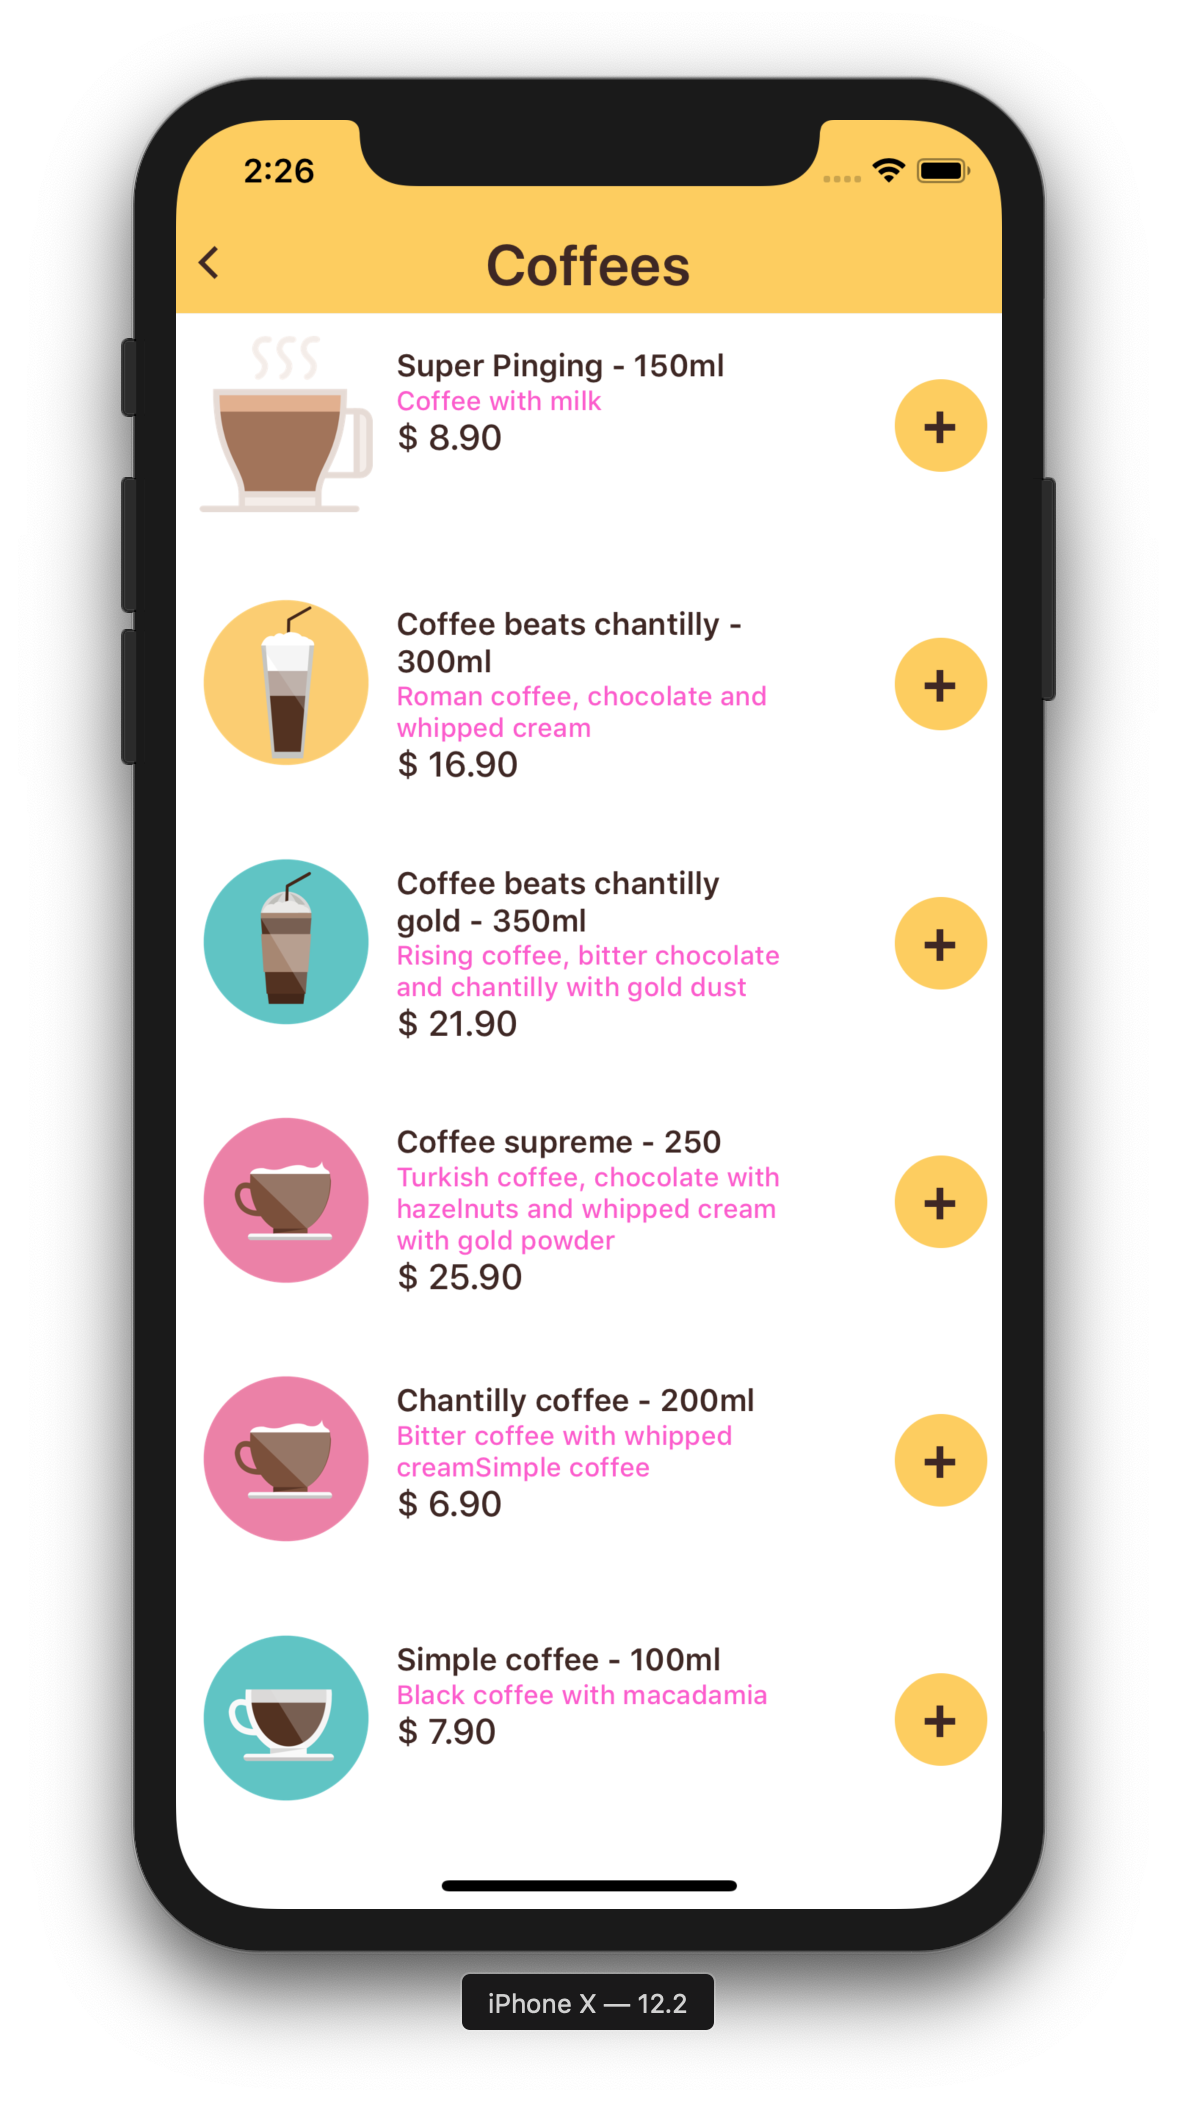 2:26
Coffees
Super Pinging - 150ml
Coffee with milk
$ 8.90
+
Coffee beats chantilly -
300ml
Roman coffee, chocolate and
whipped cream
$ 16.90
+
Coffee beats chantilly
gold - 350ml
Rising coffee, bitter chocolate
and chantilly with gold dust
$ 21.90
+
Coffee supreme - 250
Turkish coffee, chocolate with
hazelnuts and whipped cream
with gold powder
$ 25.90
+
Chantilly coffee - 200ml
Bitter coffee with whipped
creamSimple coffee
$ 6.90
+
Simple coffee - 100ml
Black coffee with macadamia
$ 7.90
+
iPhone X — 12.2